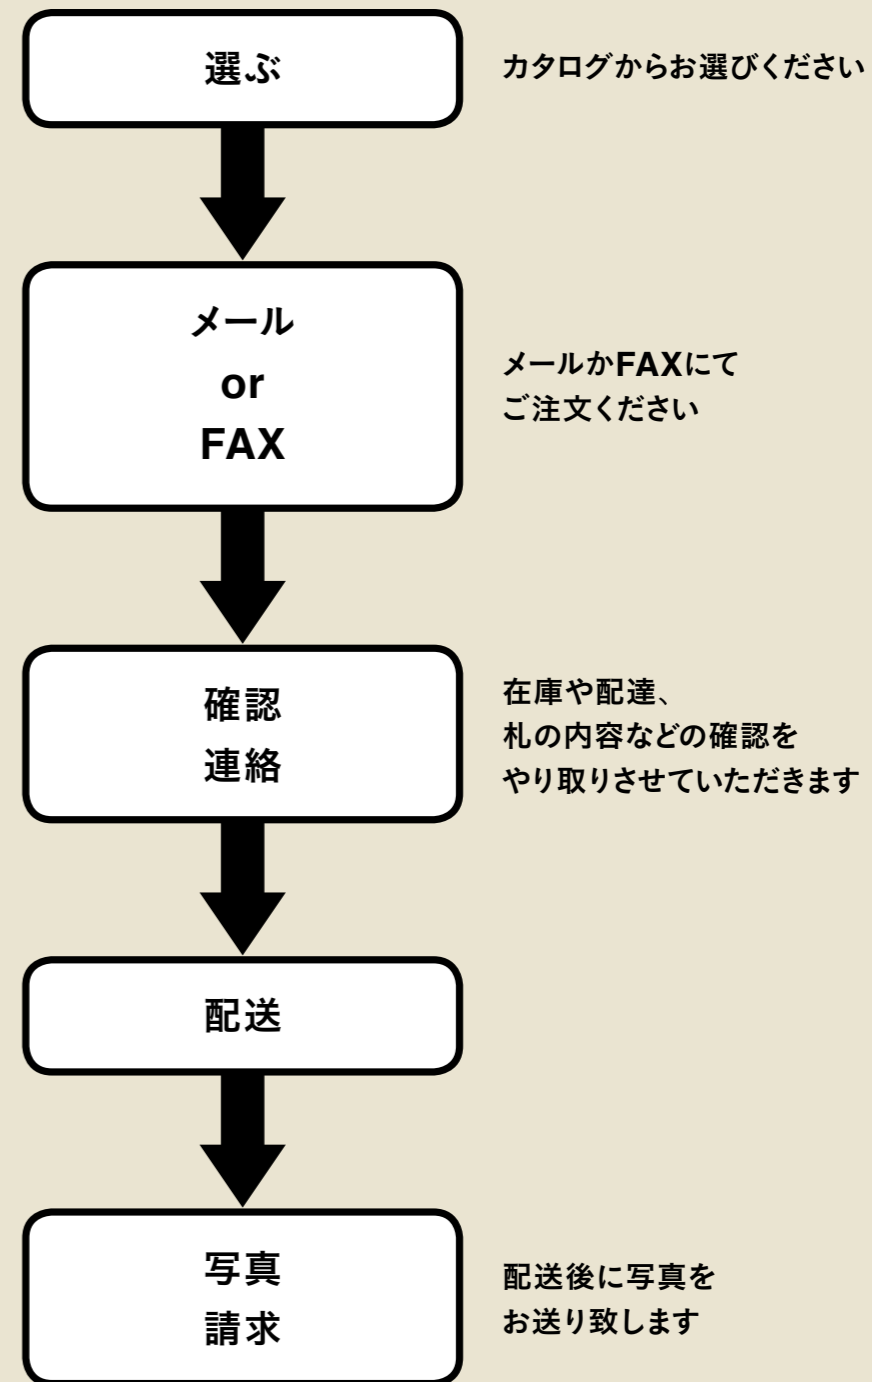 選ぶ
カタログからお選びください
メール
or
FAX
メールかFAXにて
ご注文ください
確認
連絡
在庫や配達、
札の内容などの確認を
やり取りさせていただきます
配送
写真
請求
配送後に写真を
お送り致します